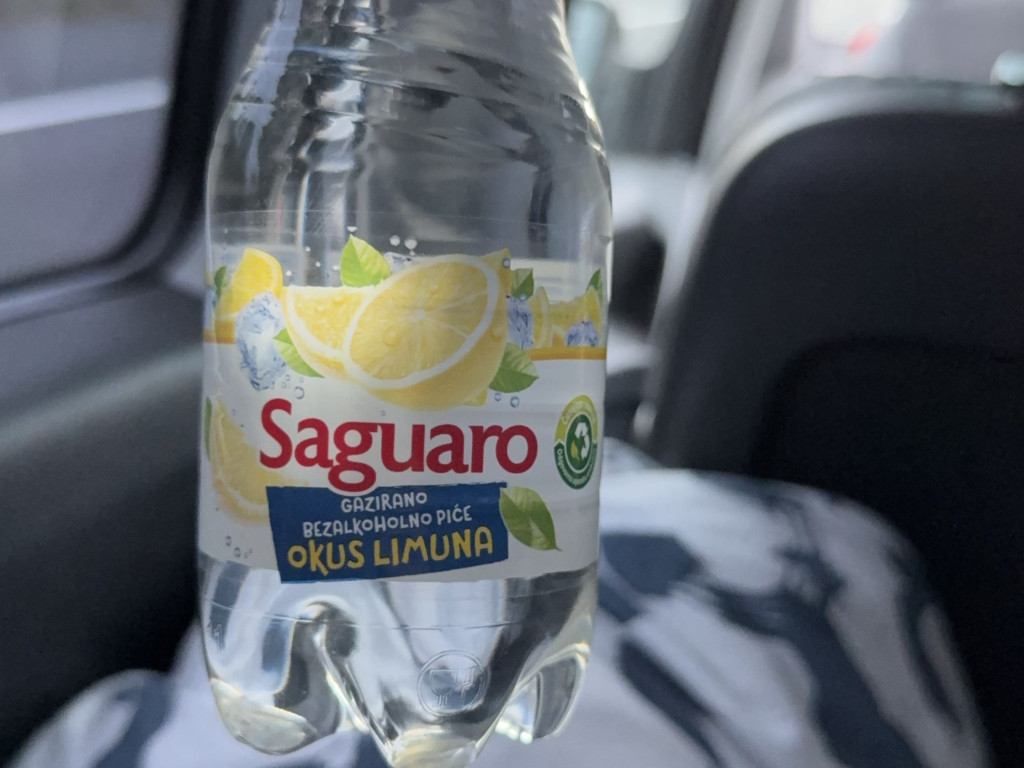 Saguaro
GAZIRANO
BEZALKOHOLNO PIĆE
OKUS LIMUNA